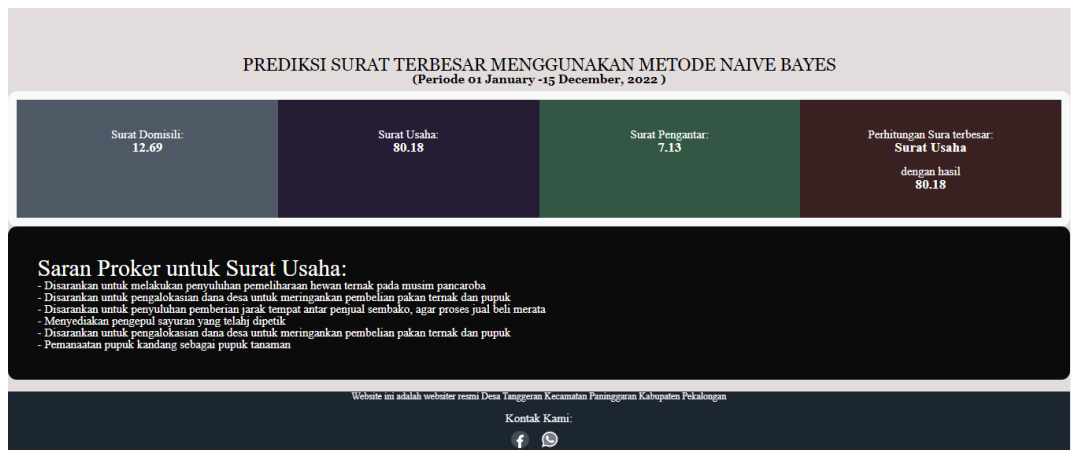 PREDIKSI SURAT TERBESAR MENGGUNAKAN METODE NAIVE BAYES
(Periode 01 January -15 December, 2022 )
Surat Domisili:
12.69
Surat Usaha:
80.18
Surat Pengantar:
7.13
Perhitungan Sura terbesar:
Surat Usaha
dengan hasil
80.18
Saran Proker untuk Surat Usaha:
- Disarankan untuk melakukan penyuluhan pemeliharaan hewan ternak pada musim pancaroba
- Disarankan untuk pengalokasian dana desa untuk meringankan pembelian pakan ternak dan pupuk
- Disarankan untuk penyuluhan pemberian jarak tempat antar penjual sembako, agar proses jual beli merata
- Menyediakan pengepul sayuran yang telahj dipetik
- Disarankan untuk pengalokasian dana desa untuk meringankan pembelian pakan ternak dan pupuk
- Pemanaatan pupuk kandang sebagai pupuk tanaman
Website ini adalah websiter resmi Desa Tanggeran Kecamatan Paninggaran Kabupaten Pekalongan
Kontak Kami: